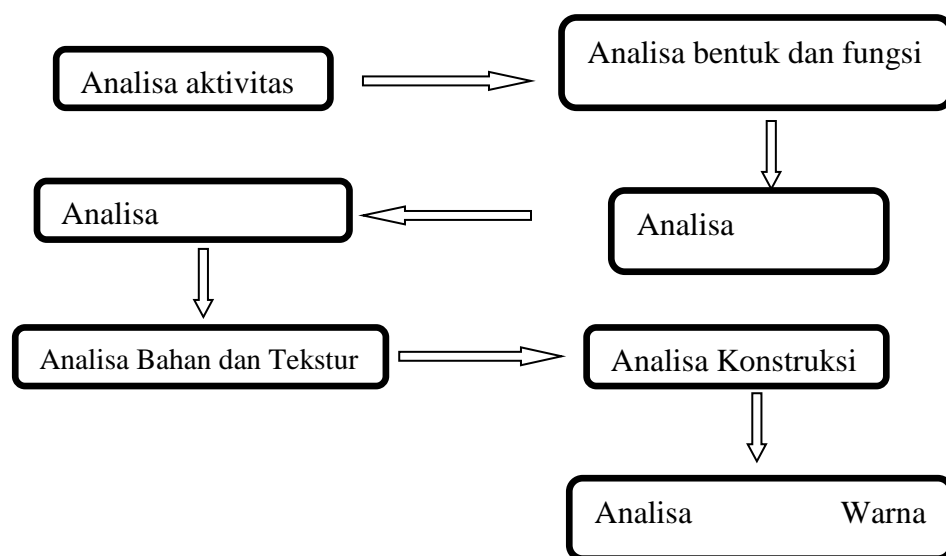 Analisa aktivitas
Analisa bentuk dan fungsi
Analisa
Analisa
Analisa Bahan dan Tekstur
Analisa Konstruksi
Analisa Warna